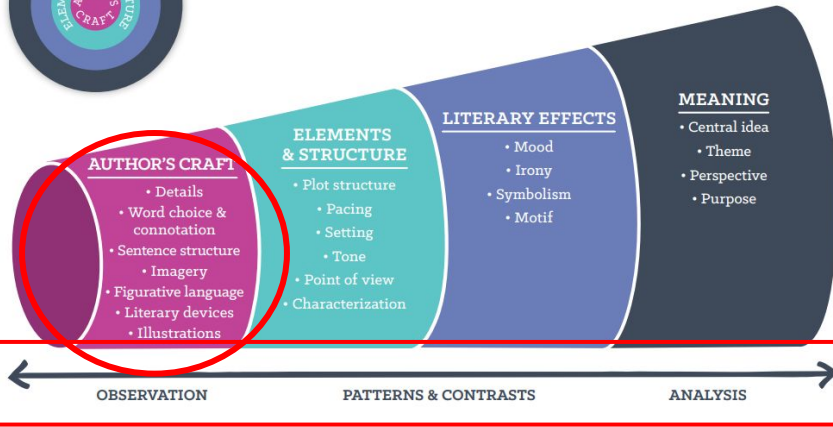 ELEMENTS
CRAFT
AUTHOR'S CRAFT
• Details
• Word choice &
connotation
• Sentence structure
• Imagery
• Figurative language
• Literary devices
• Illustrations
ELEMENTS
& STRUCTURE
• Plot structure
• Pacing
• Setting
• Tone
• Point of view
• Characterization
LITERARY EFFECTS
• Mood
• Irony
• Symbolism
• Motif
MEANING
• Central idea
• Theme
• Perspective
• Purpose
OBSERVATION
PATTERNS & CONTRASTS
ANALYSIS